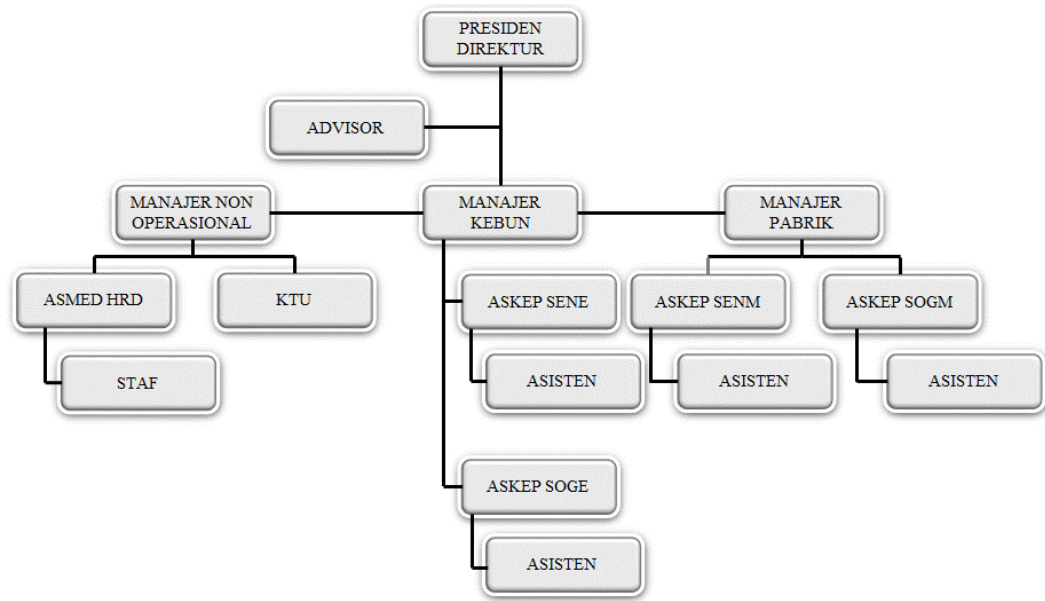 PRESIDEN
DIREKTUR
ADVISOR
MANAJER NON
OPERASIONAL
MANAJER
KEBUN
MANAJER
PABRIK
ASMED HRD
KTU
ASKEP SENE
ASKEP SENM
ASKEP SOGM
STAF
ASISTEN
ASISTEN
ASISTEN
ASKEP SOGE
ASISTEN